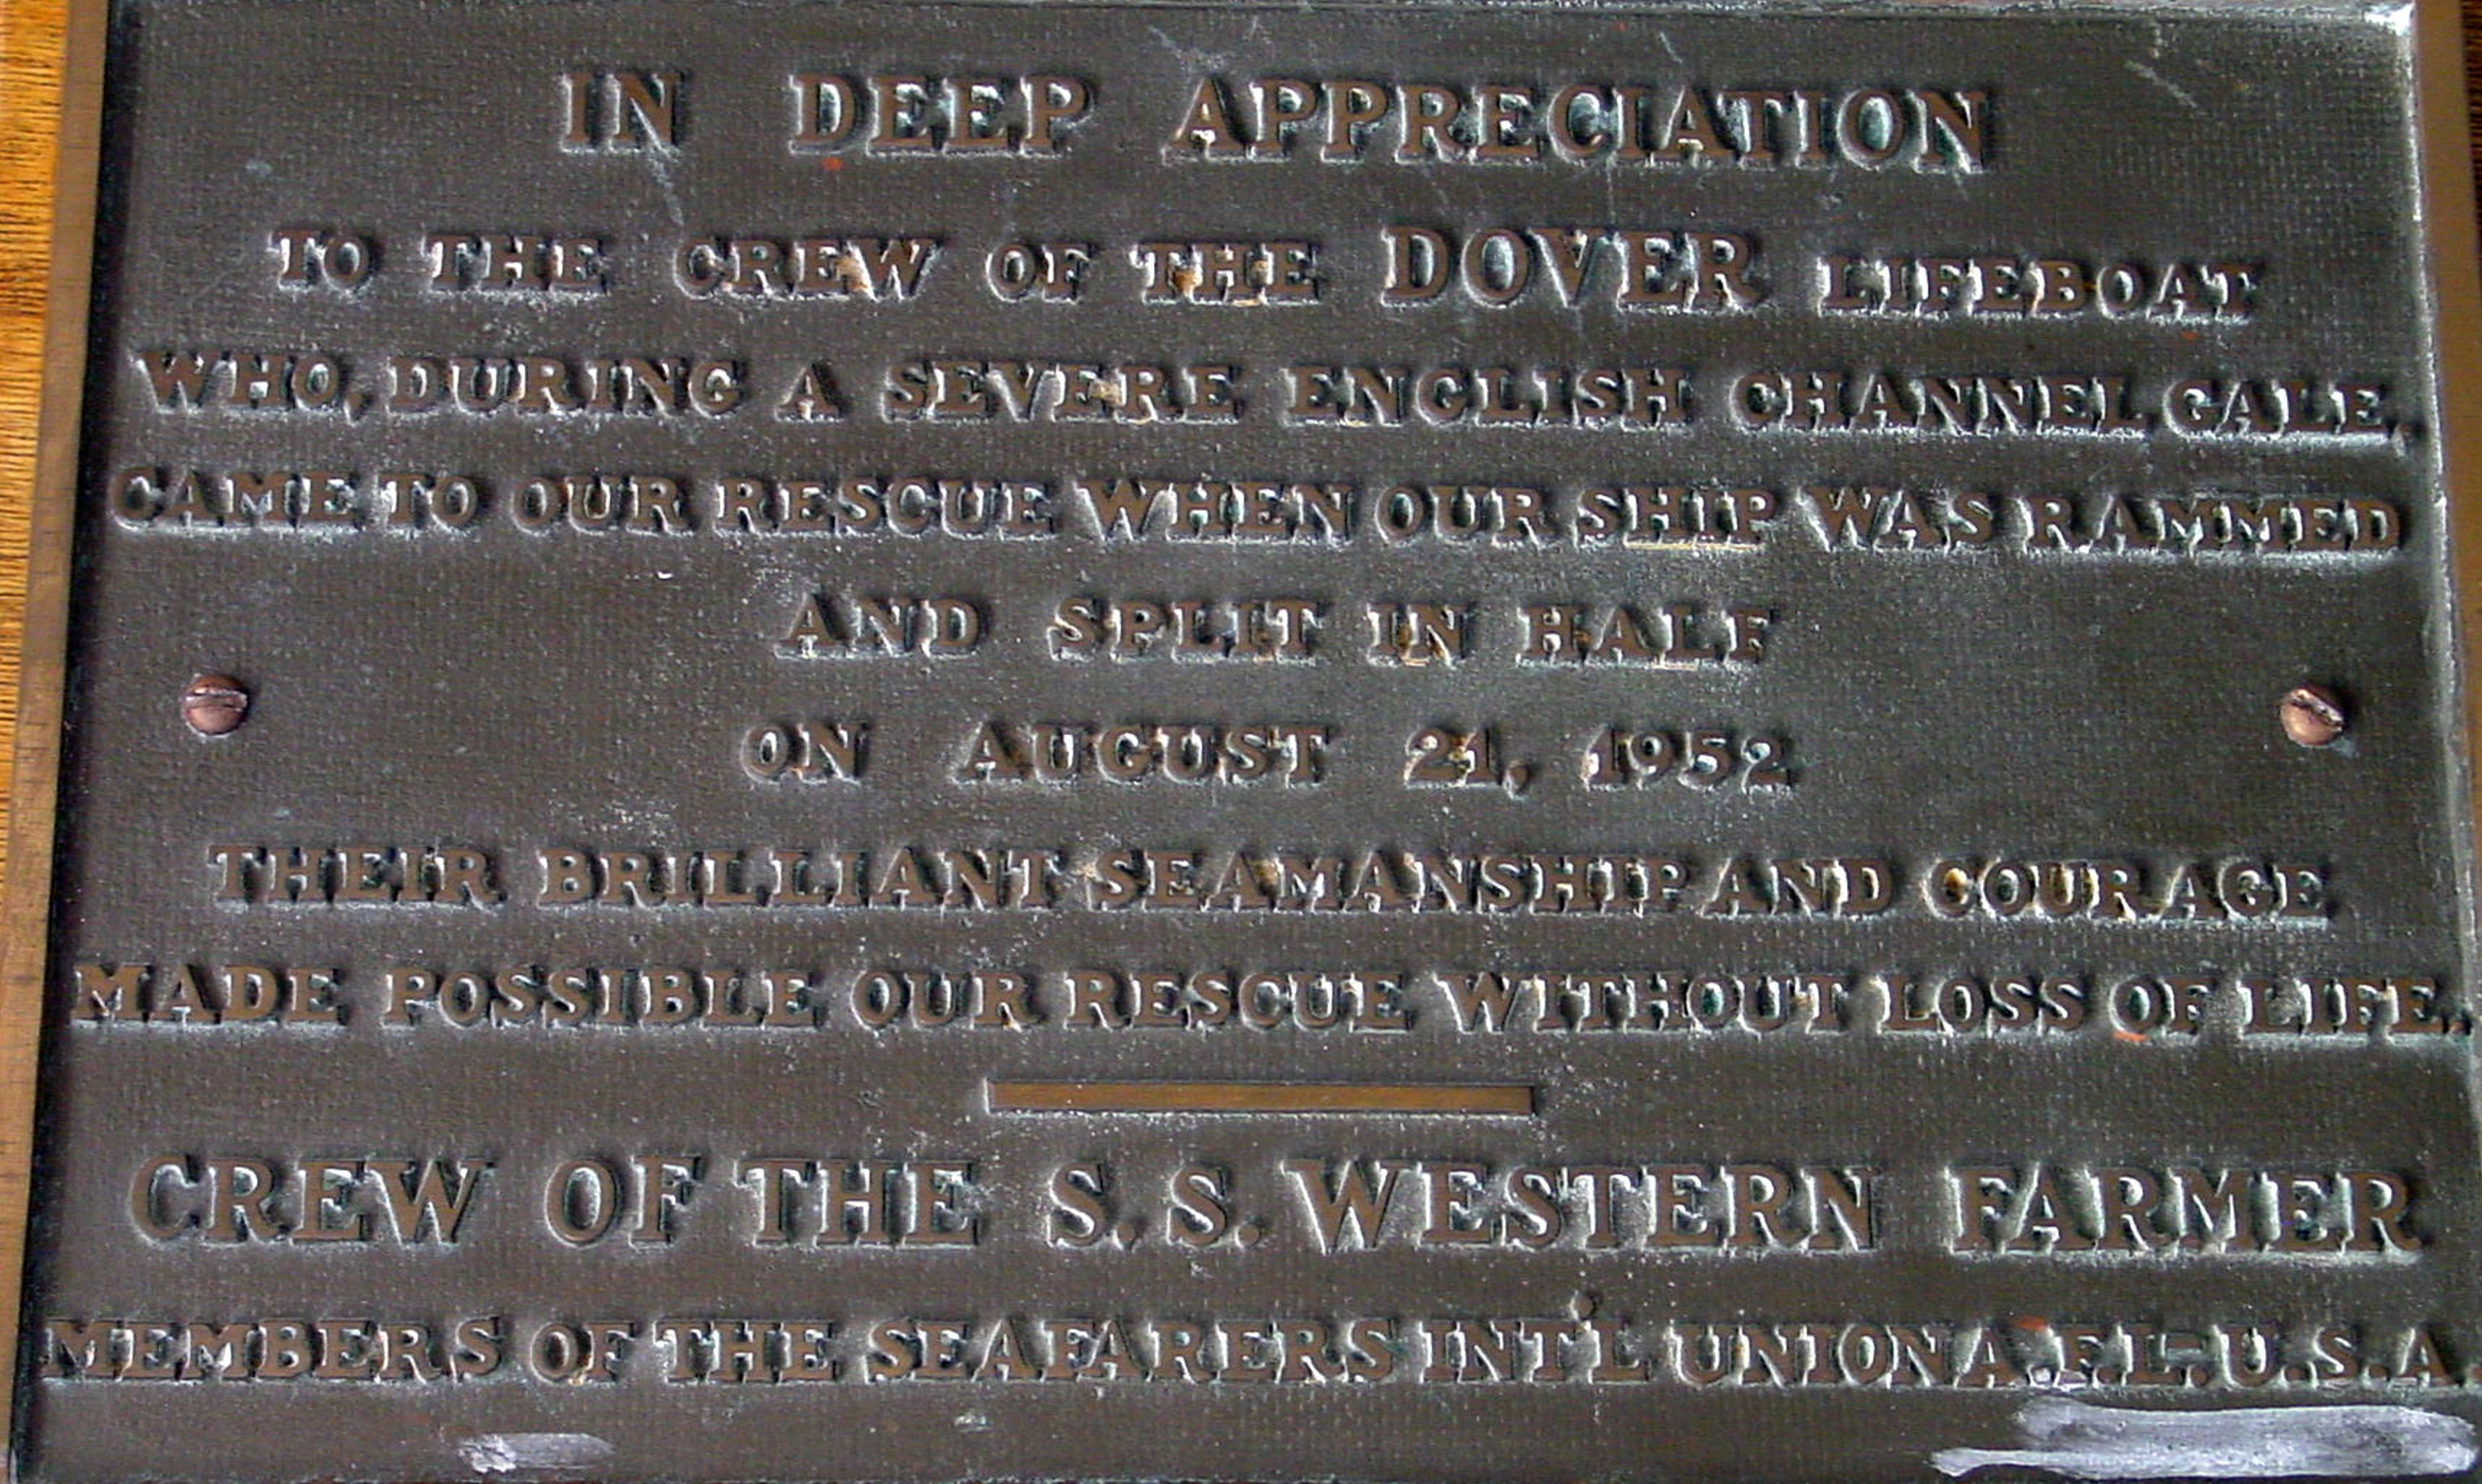 IN DEEP APPRECIATION
TO THE CREW OF THE DOVER LIFEBOAT
WHO, DURING A SEVERE ENGLISH CHANNEL GALE,
CAME TO OUR RESCUE WHEN OUR SHIP WAS RAMMED
AND SPLIT IN HALF
ON AUGUST 21, 1952
THEIR BRILLIANT SEAMANSHIP AND COURAGE
MADE POSSIBLE OUR RESCUE WITHOUT LOSS OF LIFE.
CREW OF THE S.S. WESTERN FARMER
MEMBERS OF THE SEAFARERS INT'L UNION A.F.L-U.S.A.